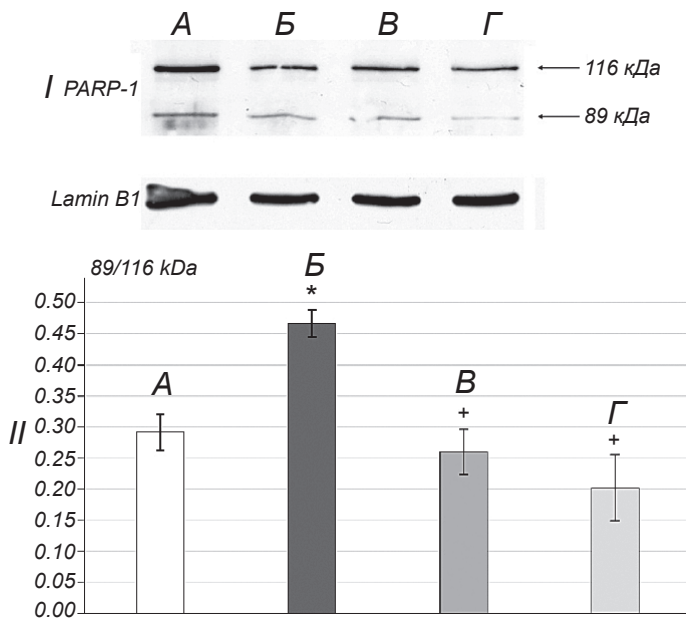 А Б В Г
I PARP-1
116 кДа
89 кДа
Lamin B1
89/116 kDa
Б
*
0.50
0.45
0.40
А
В
0.35
Г
+
+
0.30
II
0.25
0.20
0.15
0.10
0.05
0.00